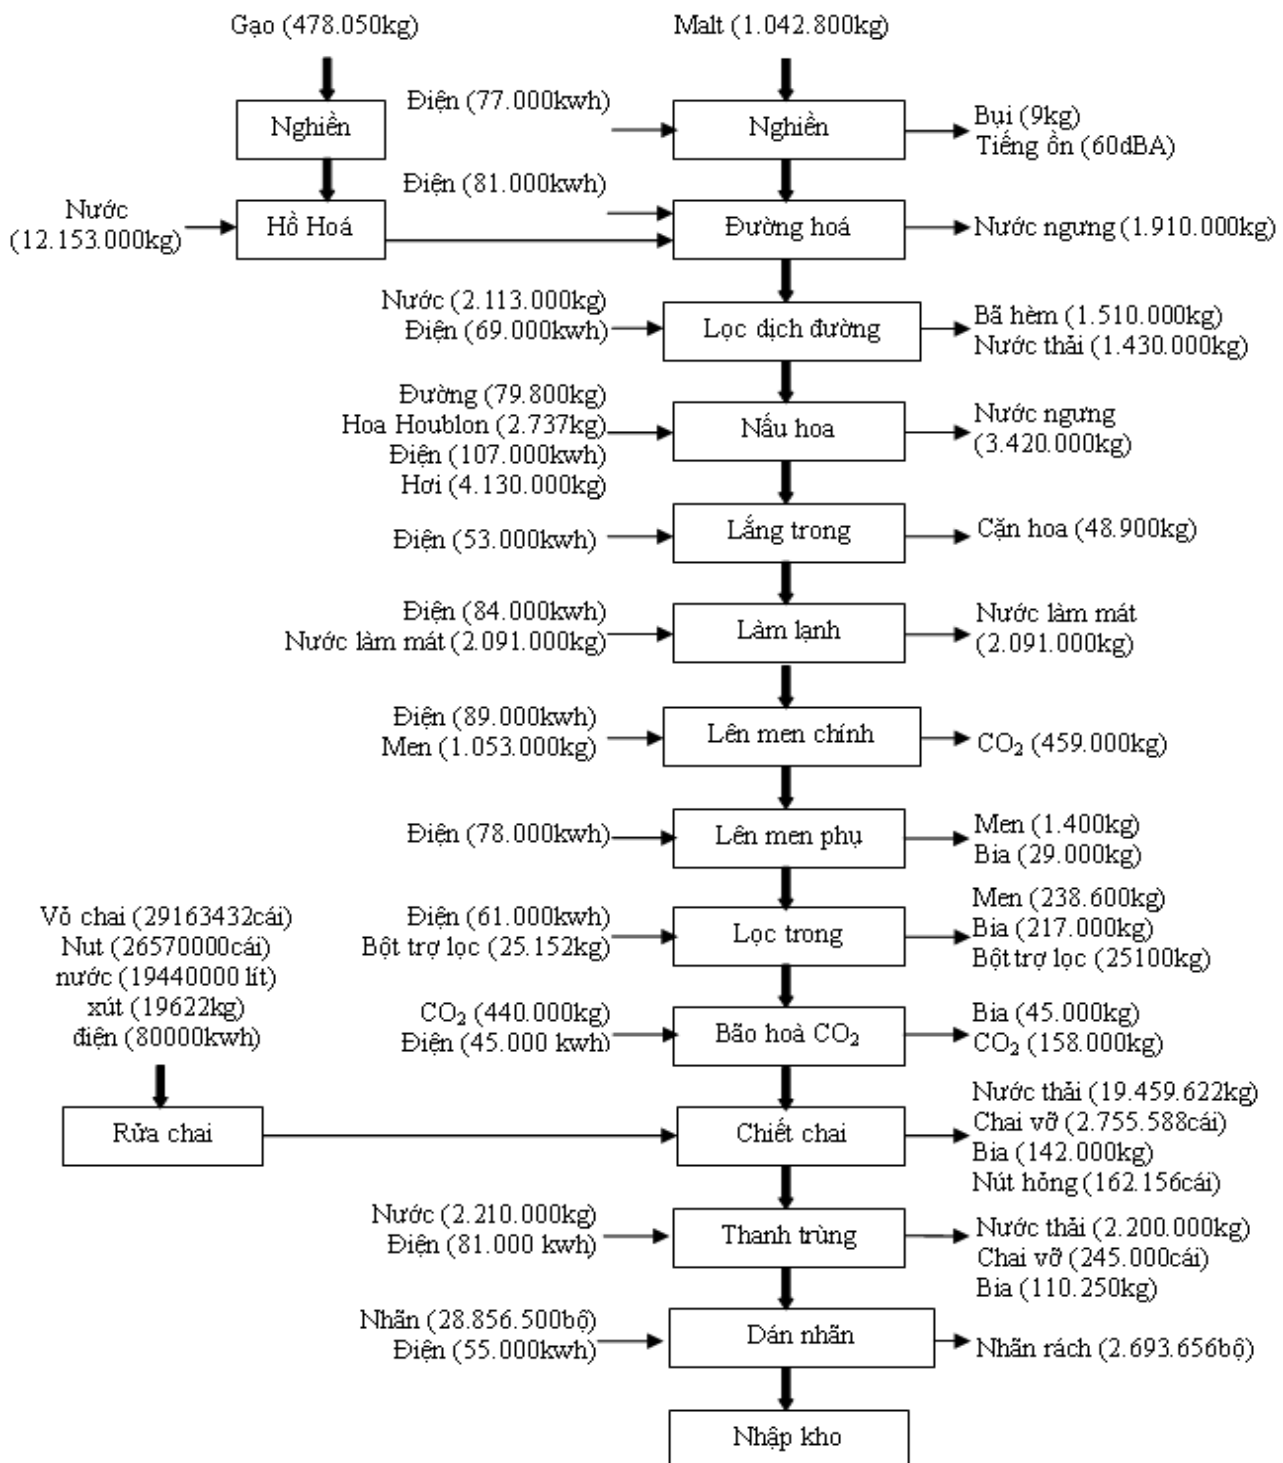 Gạo (478.050kg)
Malt (1.042.800kg)
Điện (77.000kwh)
Nghiền
Nghiền
Bụi (9kg)
Tiếng ồn (60dBA)
Điện (81.000kwh)
Nước
(12.153.000kg)
Hồ Hoá
Đường hoá
Nước ngưng (1.910.000kg)
Nước (2.113.000kg)
Điện (69.000kwh)
Lọc dịch đường
Bã hèm (1.510.000kg)
Nước thải (1.430.000kg)
Đường (79.800kg)
Hoa Houblon (2.737kg)
Điện (107.000kwh)
Hơi (4.130.000kg)
Nấu hoa
Nước ngưng
(3.420.000kg)
Điện (53.000kwh)
Lắng trong
Cặn hoa (48.900kg)
Điện (84.000kwh)
Nước làm mát (2.091.000kg)
Làm lạnh
Nước làm mát
(2.091.000kg)
Điện (89.000kwh)
Men (1.053.000kg)
Lên men chính
CO₂ (459.000kg)
Điện (78.000kwh)
Lên men phụ
Men (1.400kg)
Bia (29.000kg)
Vỏ chai (29163432cái)
Nut (26570000cái)
nước (19440000 lít)
xút (19622kg)
điện (80000kwh)
Điện (61.000kwh)
Bột trợ lọc (25.152kg)
Lọc trong
Men (238.600kg)
Bia (217.000kg)
Bột trợ lọc (25100kg)
CO₂ (440.000kg)
Điện (45.000 kwh)
Bão hoà CO₂
Bia (45.000kg)
CO₂ (158.000kg)
Rửa chai
Chiết chai
Nước thải (19.459.622kg)
Chai vỡ (2.755.588cái)
Bia (142.000kg)
Nút hỏng (162.156cái)
Nước (2.210.000kg)
Điện (81.000 kwh)
Thanh trùng
Nước thải (2.200.000kg)
Chai vỡ (245.000cái)
Bia (110.250kg)
Nhãn (28.856.500bộ)
Điện (55.000kwh)
Dán nhãn
Nhãn rách (2.693.656bộ)
Nhập kho